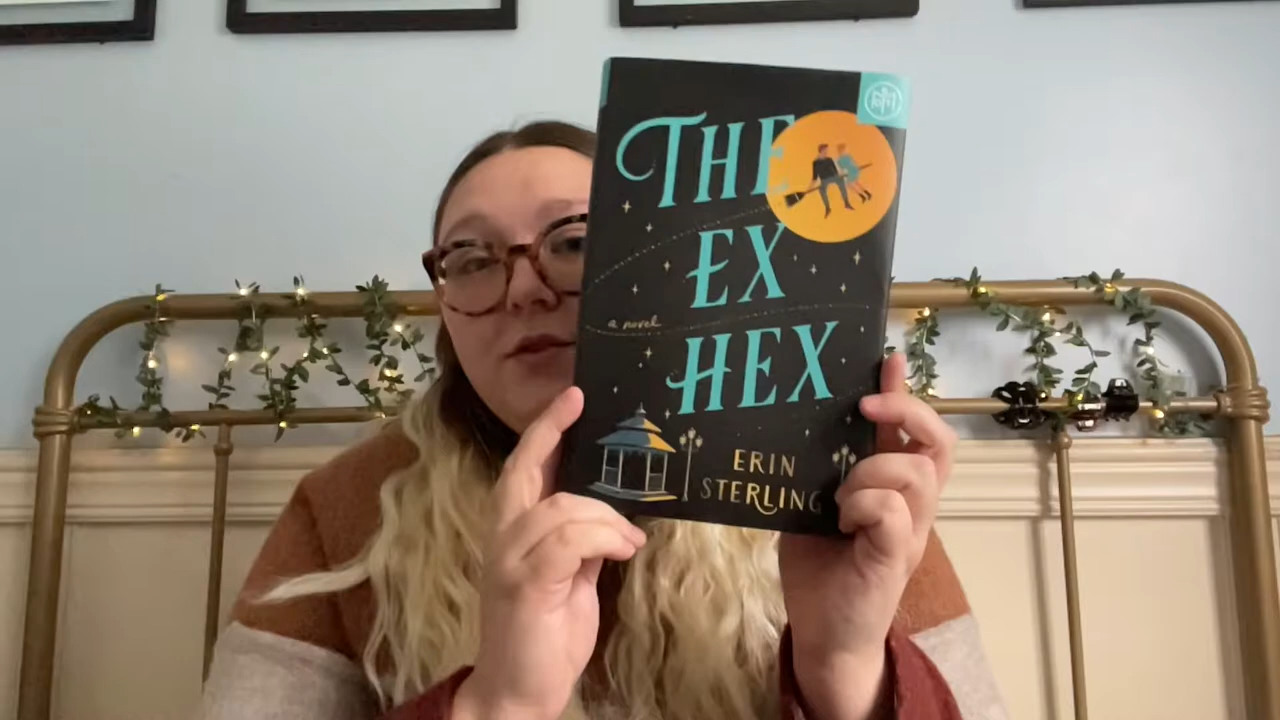 THE
EX
a novel
HEX
ERIN
STERLING